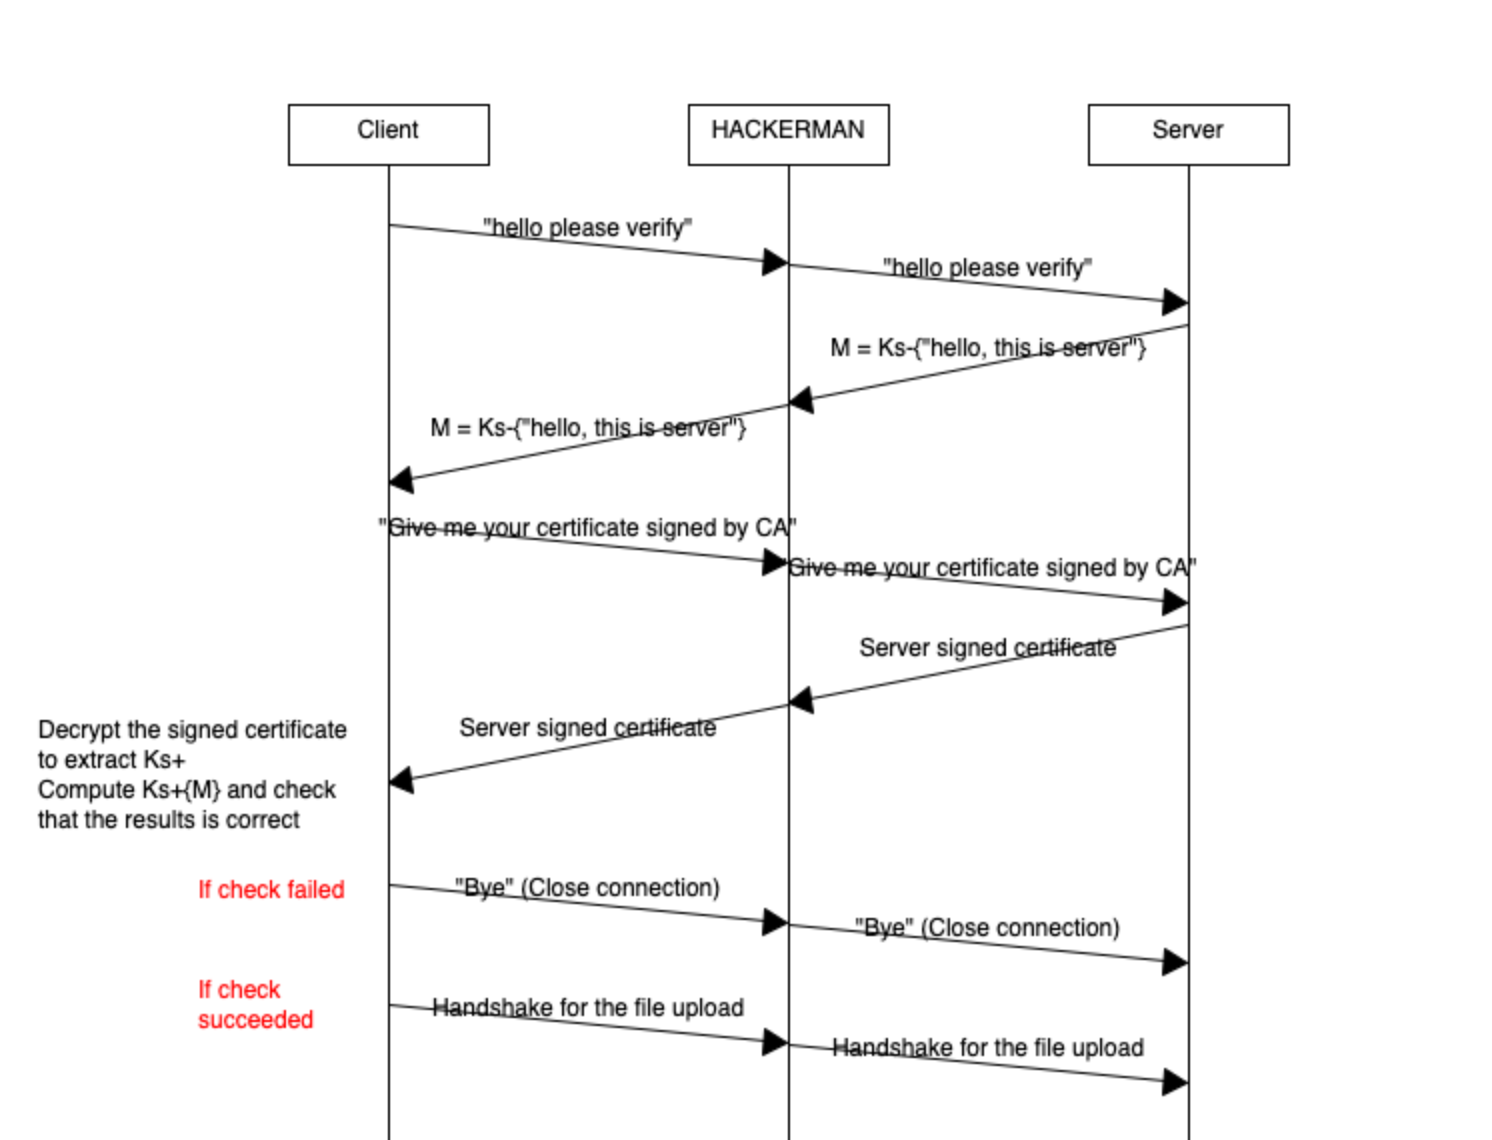 Client
HACKERMAN
Server
"hello please verify"
"hello please verify"
M = Ks-{"hello, this is server"}
M = Ks-{"hello, this is server"}
"Give me your certificate signed by CA"
"Give me your certificate signed by CA"
Server signed certificate
Server signed certificate
Decrypt the signed certificate
to extract Ks+
Compute Ks+{M} and check
that the results is correct
If check failed
"Bye" (Close connection)
"Bye" (Close connection)
If check
succeeded
Handshake for the file upload
Handshake for the file upload